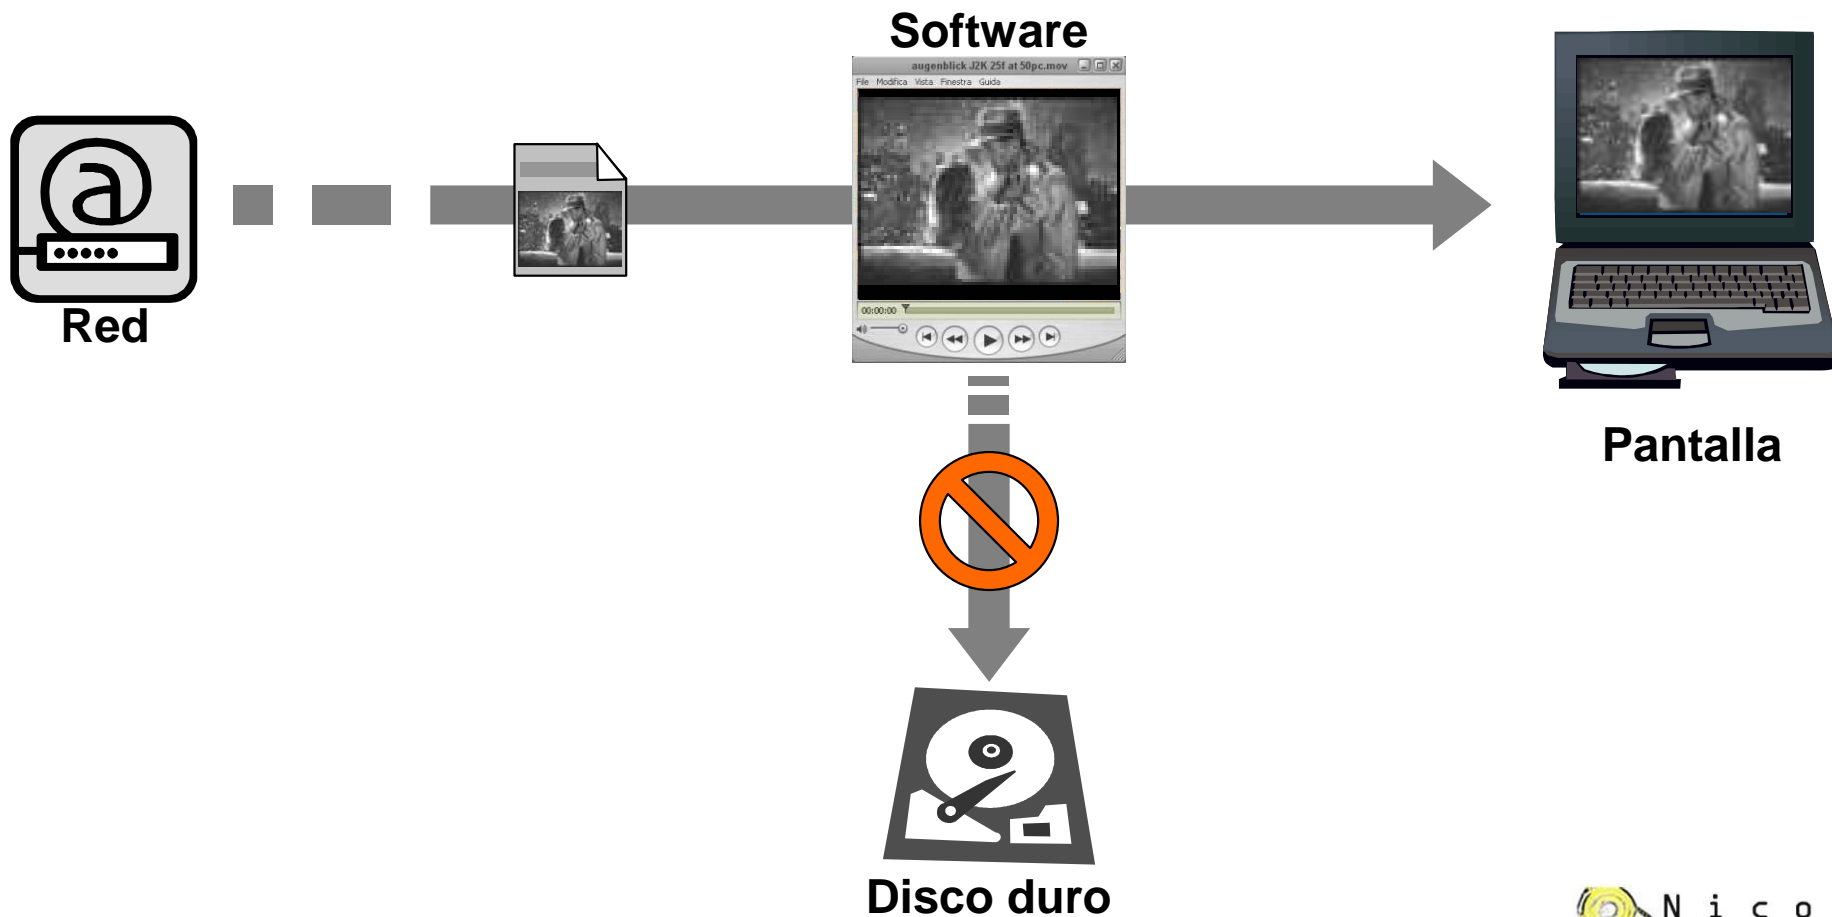 Software
augenblick J2K 25f at 50pc.mov
File Modifica Vista Finestra Guida
@
Red
00:00:00
Pantalla
Disco duro
Nico